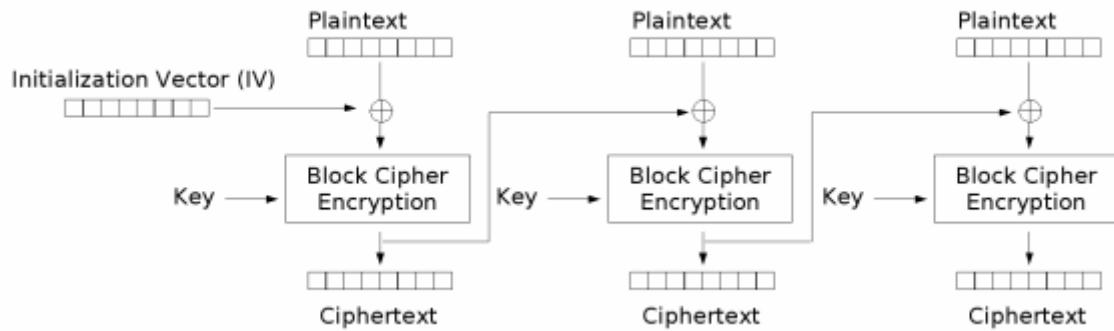 Plaintext
Plaintext
Plaintext
Initialization Vector (IV)
Key
Block Cipher
Encryption
Key
Block Cipher
Encryption
Key
Block Cipher
Encryption
Ciphertext
Ciphertext
Ciphertext